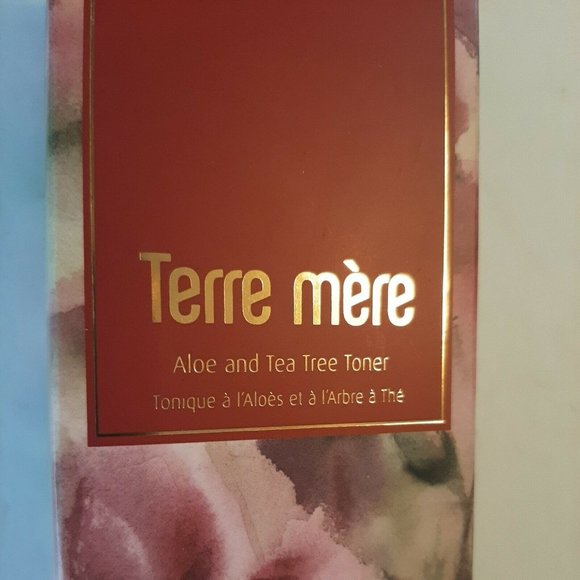 Terre mère
Aloe and Tea Tree Toner
Tonique à l'Aloès et à l'Arbre à Thé